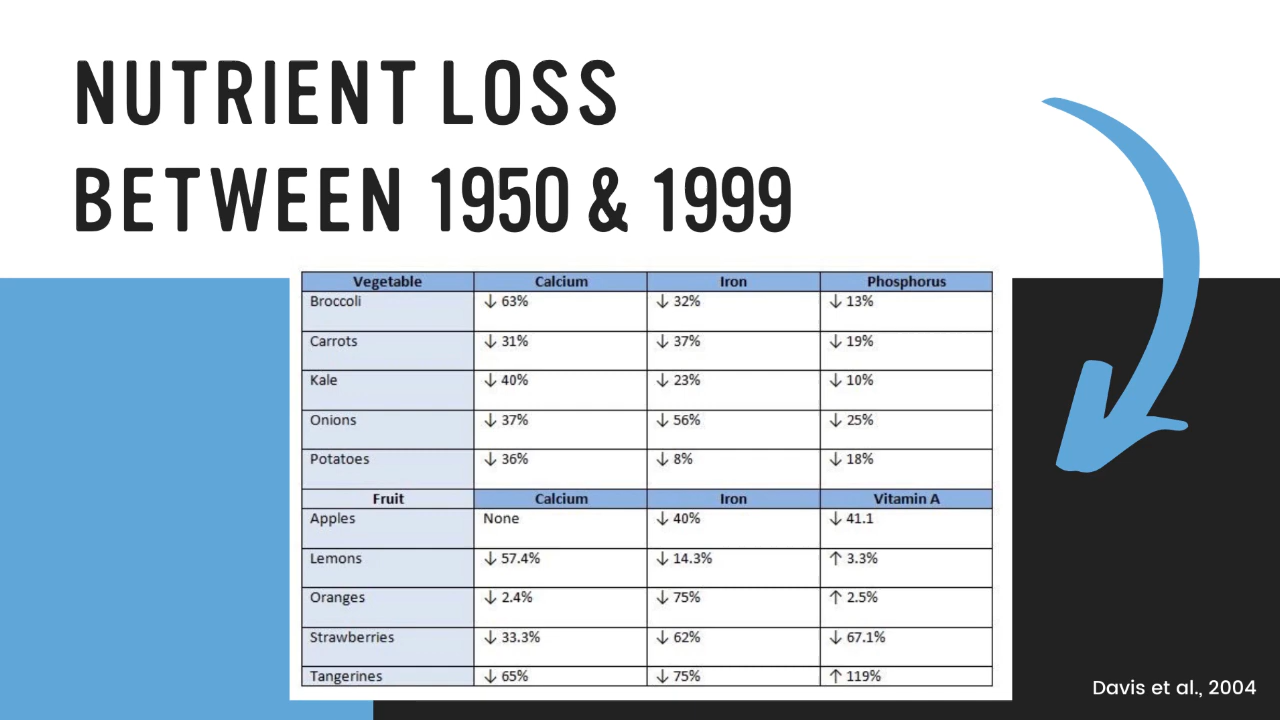 NUTRIENT LOSS
BETWEEN 1950 & 1999
Vegetable Calcium Iron Phosphorus
Broccoli ↓ 63% ↓ 32% ↓ 13%
Carrots ↓ 31% ↓ 37% ↓ 19%
Kale ↓ 40% ↓ 23% ↓ 10%
Onions ↓ 37% ↓ 56% ↓ 25%
Potatoes ↓ 36% ↓ 8% ↓ 18%
Fruit Calcium Iron Vitamin A
Apples None ↓ 40% ↓ 41.1
Lemons ↓ 57.4% ↓ 14.3% ↑ 3.3%
Oranges ↓ 2.4% ↓ 75% ↑ 2.5%
Strawberries ↓ 33.3% ↓ 62% ↓ 67.1%
Tangerines ↓ 65% ↓ 75% ↑ 119%
Davis et al., 2004